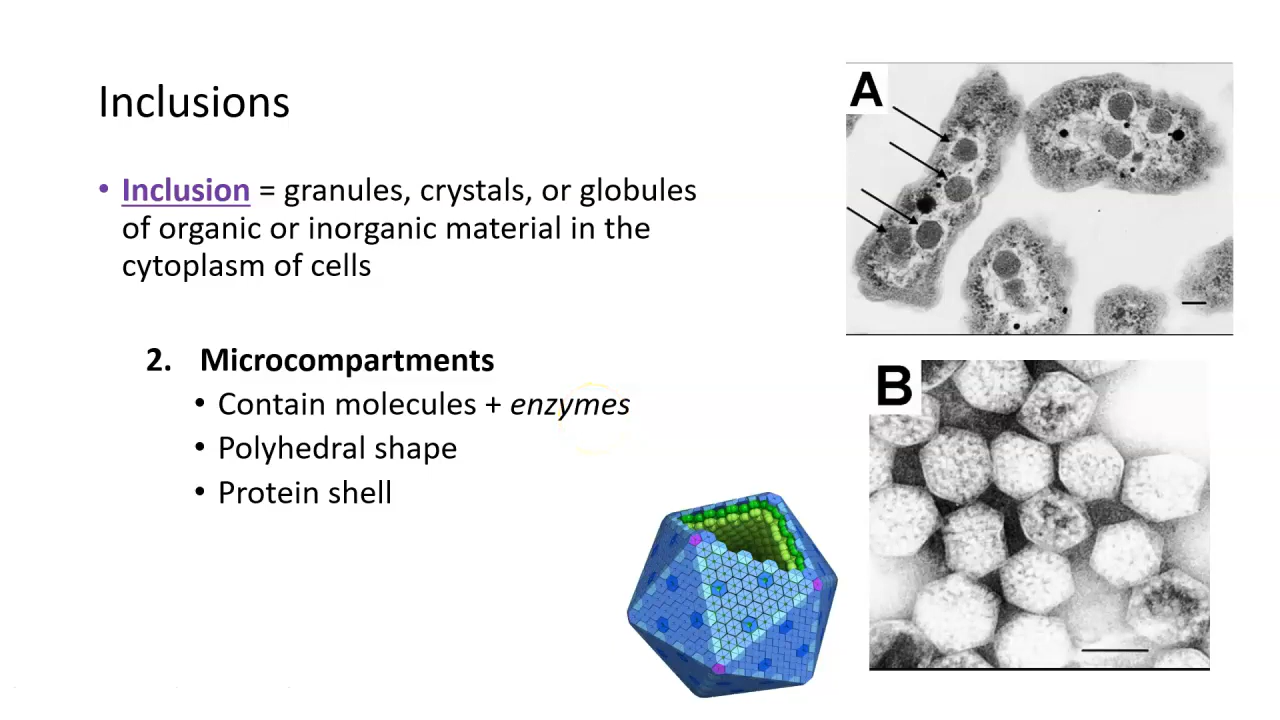 Inclusions
• Inclusion = granules, crystals, or globules
of organic or inorganic material in the
cytoplasm of cells
2. Microcompartments
• Contain molecules + enzymes
• Polyhedral shape
• Protein shell
A
B